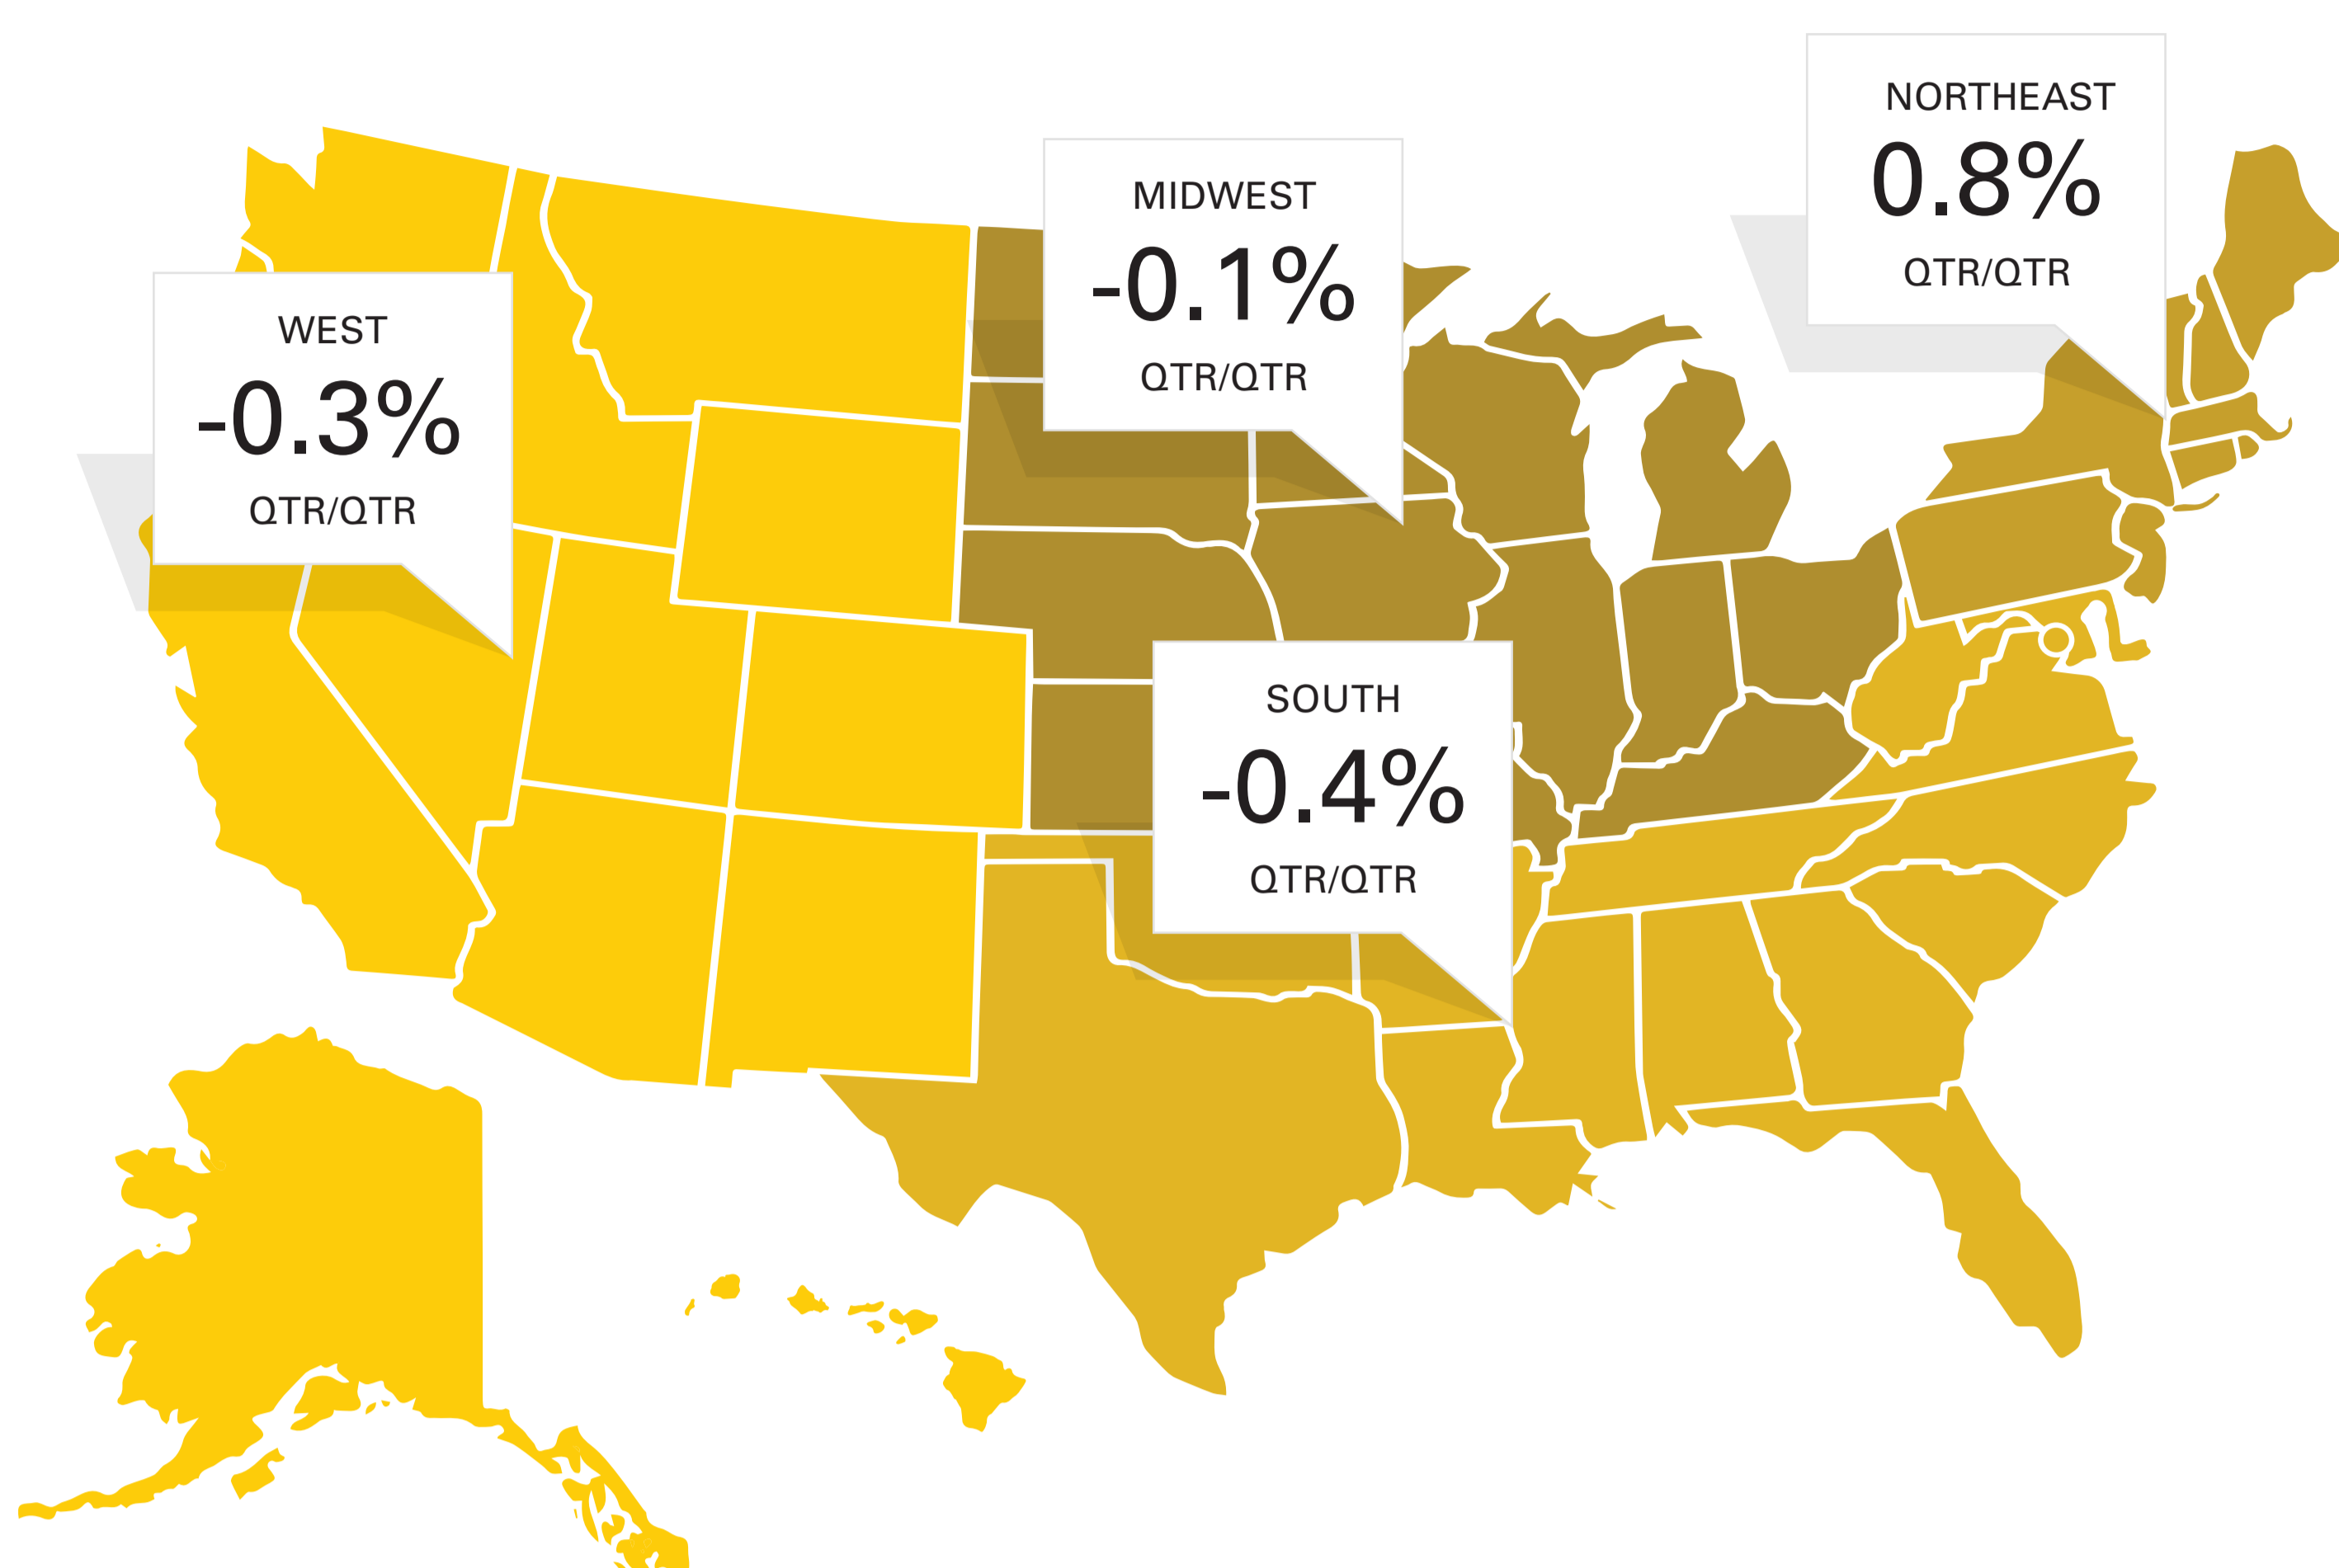 NORTHEAST
0.8%
QTR/QTR
MIDWEST
-0.1%
QTR/QTR
WEST
-0.3%
QTR/QTR
SOUTH
-0.4%
QTR/QTR